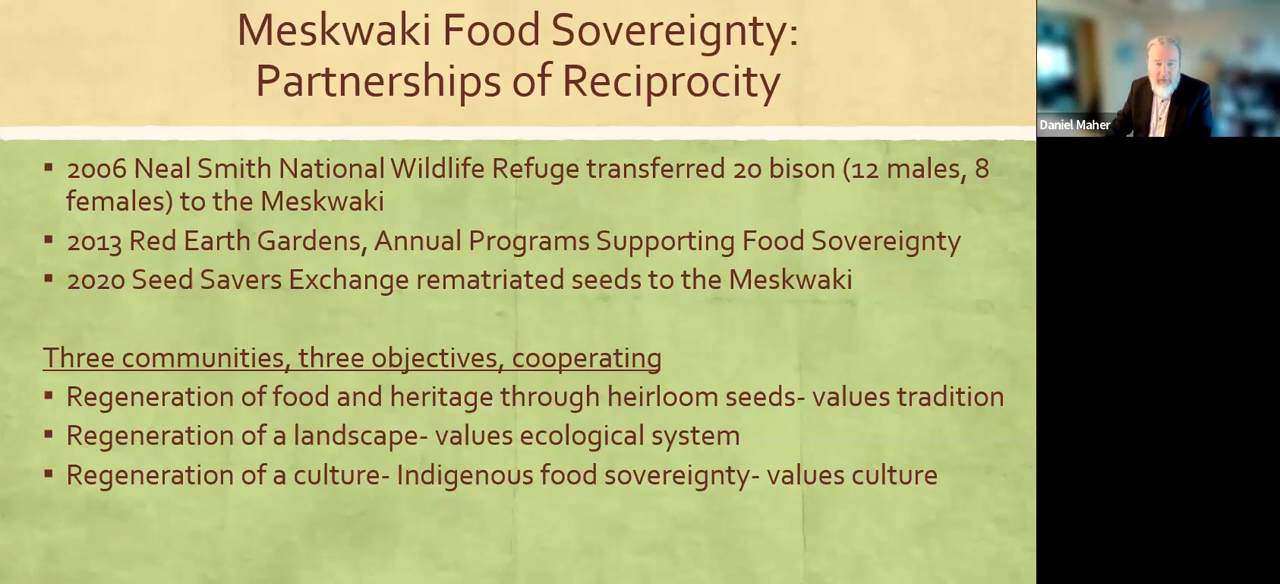 Meskwaki Food Sovereignty:
Partnerships of Reciprocity
Daniel Maher
▪ 2006 Neal Smith National Wildlife Refuge transferred 20 bison (12 males, 8
females) to the Meskwaki
▪ 2013 Red Earth Gardens, Annual Programs Supporting Food Sovereignty
▪ 2020 Seed Savers Exchange rematriated seeds to the Meskwaki
Three communities, three objectives, cooperating
▪ Regeneration of food and heritage through heirloom seeds- values tradition
▪ Regeneration of a landscape- values ecological system
▪ Regeneration of a culture- Indigenous food sovereignty- values culture